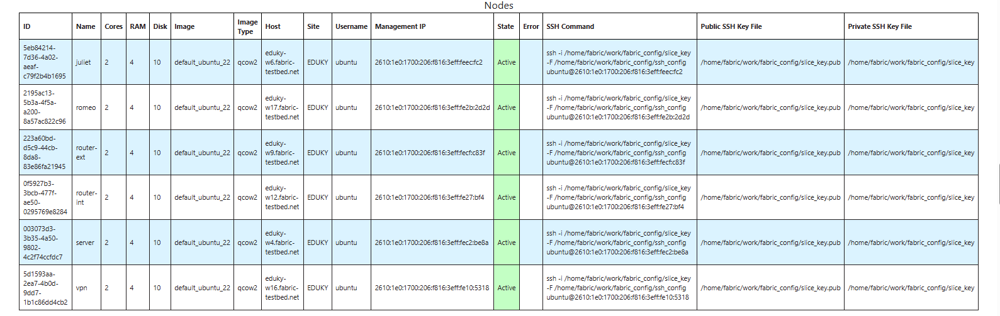 Nodes
ID Name Cores RAM Disk Image Image Type Host Site Username Management IP State Error SSH Command Public SSH Key File Private SSH Key File
5eb84214-7d36-4a02-aeaf-c79f2b4b1695 juliet 2 4 10 default_ubuntu_22 qcow2 eduky-w6.fabric-testbed.net EDUKY ubuntu 2610:1e0:1700:206:f816:3eff:feec:fc2 Active ssh -i /home/fabric/work/fabric_config/slice_key -F /home/fabric/work/fabric_config/ssh_config ubuntu@2610:1e0:1700:206:f816:3eff:feec:fc2 /home/fabric/work/fabric_config/slice_key.pub /home/fabric/work/fabric_config/slice_key
2195ac13-5b3a-4f5a-a200-8a57ac822c96 romeo 2 4 10 default_ubuntu_22 qcow2 eduky-w17.fabric-testbed.net EDUKY ubuntu 2610:1e0:1700:206:f816:3eff:fe2b:2d2d Active ssh -i /home/fabric/work/fabric_config/slice_key -F /home/fabric/work/fabric_config/ssh_config ubuntu@2610:1e0:1700:206:f816:3eff:fe2b:2d2d /home/fabric/work/fabric_config/slice_key.pub /home/fabric/work/fabric_config/slice_key
223a60bd-d5c9-44cb-8da8-83e86fa21945 router-ext 2 4 10 default_ubuntu_22 qcow2 eduky-w9.fabric-testbed.net EDUKY ubuntu 2610:1e0:1700:206:f816:3eff:fecf:c83f Active ssh -i /home/fabric/work/fabric_config/slice_key -F /home/fabric/work/fabric_config/ssh_config ubuntu@2610:1e0:1700:206:f816:3eff:fecf:c83f /home/fabric/work/fabric_config/slice_key.pub /home/fabric/work/fabric_config/slice_key
0f5927b3-3bcb-477f-ae50-0295769e8284 router-int 2 4 10 default_ubuntu_22 qcow2 eduky-w12.fabric-testbed.net EDUKY ubuntu 2610:1e0:1700:206:f816:3eff:fe27:bf4 Active ssh -i /home/fabric/work/fabric_config/slice_key -F /home/fabric/work/fabric_config/ssh_config ubuntu@2610:1e0:1700:206:f816:3eff:fe27:bf4 /home/fabric/work/fabric_config/slice_key.pub /home/fabric/work/fabric_config/slice_key
003073d3-3b35-4a50-9802-4c2f74ccfdc7 server 2 4 10 default_ubuntu_22 qcow2 eduky-w4.fabric-testbed.net EDUKY ubuntu 2610:1e0:1700:206:f816:3eff:fec2:be8a Active ssh -i /home/fabric/work/fabric_config/slice_key -F /home/fabric/work/fabric_config/ssh_config ubuntu@2610:1e0:1700:206:f816:3eff:fec2:be8a /home/fabric/work/fabric_config/slice_key.pub /home/fabric/work/fabric_config/slice_key
5d1593aa-2ea7-4b0d-9dd7-1b1c86dd4cb2 vpn 2 4 10 default_ubuntu_22 qcow2 eduky-w16.fabric-testbed.net EDUKY ubuntu 2610:1e0:1700:206:f816:3eff:fe10:5318 Active ssh -i /home/fabric/work/fabric_config/slice_key -F /home/fabric/work/fabric_config/ssh_config ubuntu@2610:1e0:1700:206:f816:3eff:fe10:5318 /home/fabric/work/fabric_config/slice_key.pub /home/fabric/work/fabric_config/slice_key